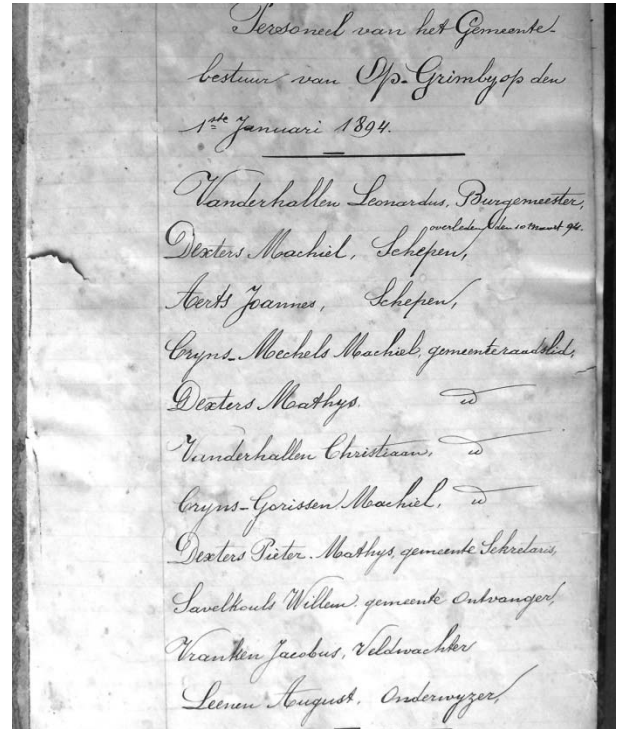 Personeel van het Gemeente-
bestuur van Op-Grimby op den
1ste Januari 1894.
Vanderhallen Leonardus, Burgemeester,
overleden den 10 maart 94.
Dexters Machiel, Schepen,
Aerts Joannes, Schepen,
Cryns-Mechels Machiel, gemeenteraadslid,
Dexters Mathys. id
Vanderhallen Christiaan, id
Cryns-Gorissen Machiel, id
Dexters Pieter-Mathys, gemeente Sekretaris,
Savelkouls Willem. gemeente ontvanger,
Vranken Jacobus, Veldwachter
Leenen August. Onderwyzer,